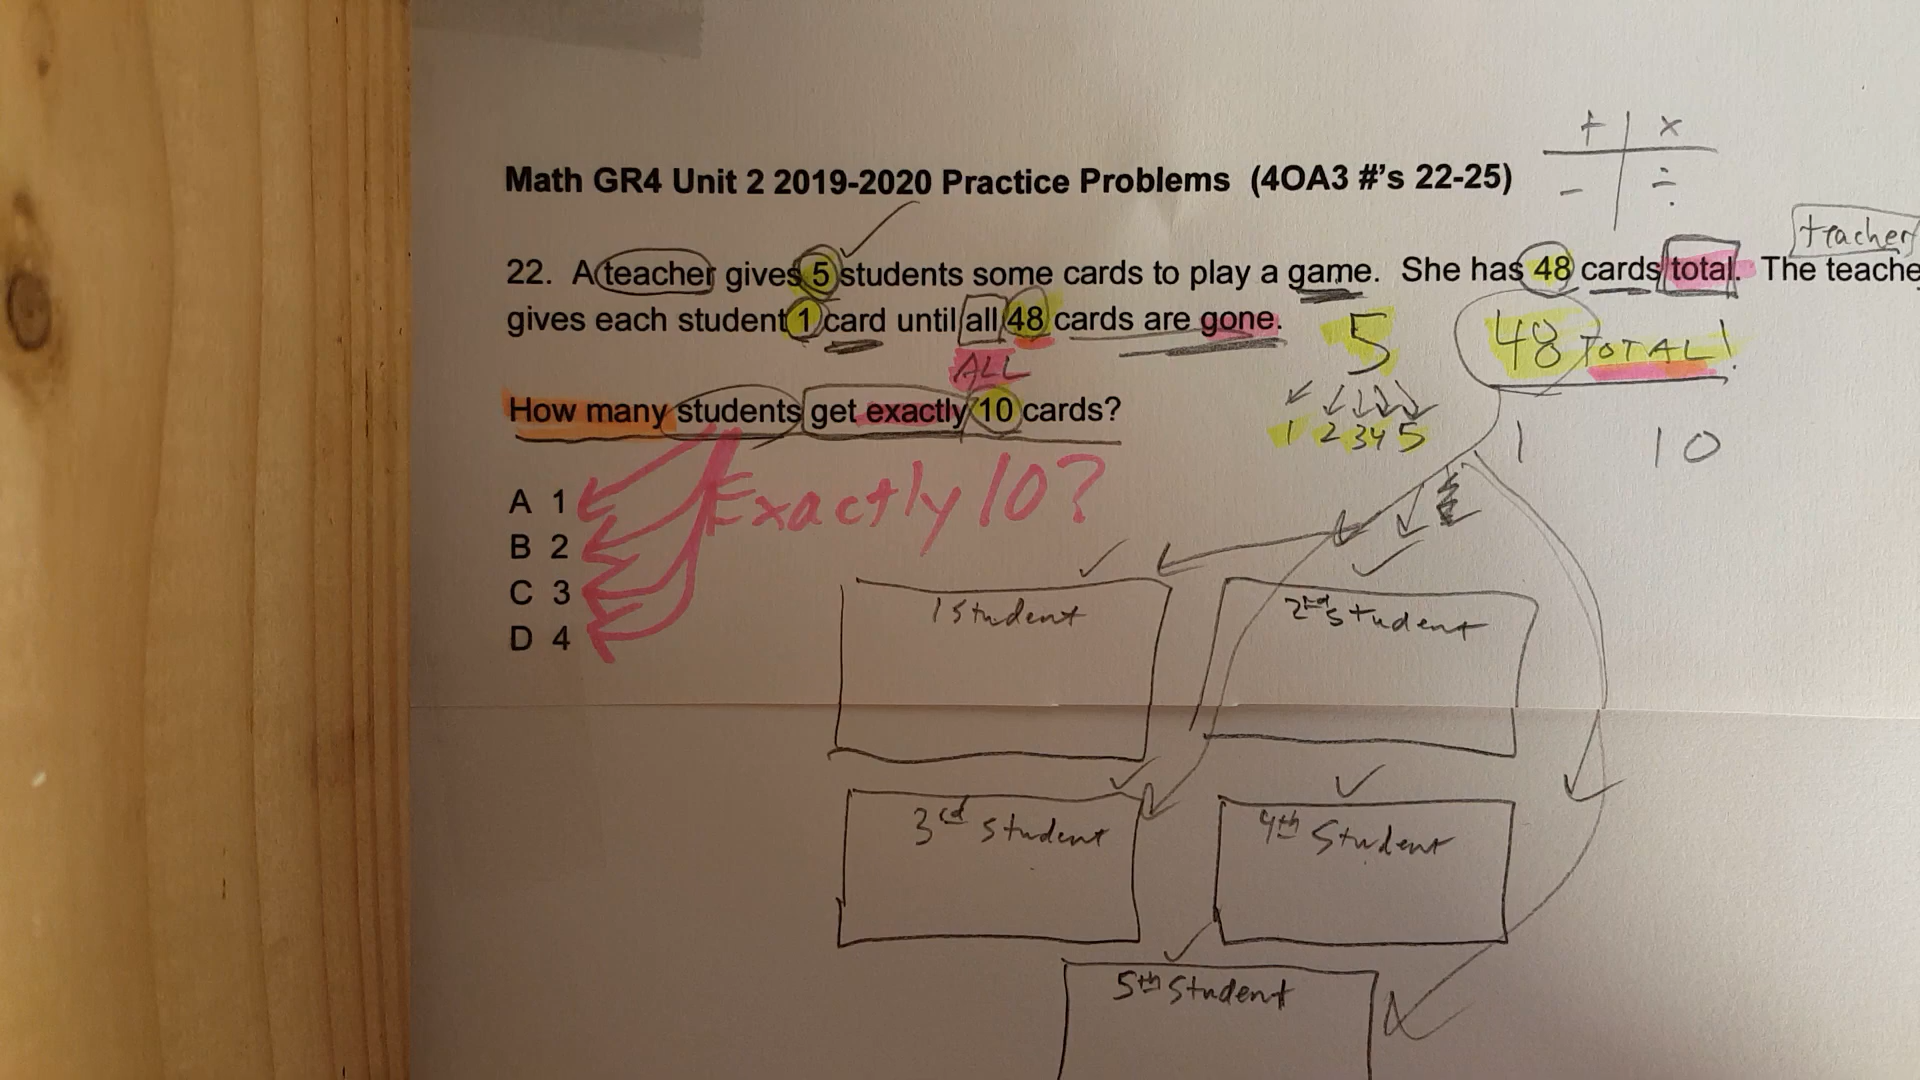 + ×
- ÷
Math GR4 Unit 2 2019-2020 Practice Problems (4OA3 #'s 22-25)
teacher
22. A teacher gives 5 students some cards to play a game. She has 48 cards total. The teache
gives each student 1 card until all 48 cards are gone.
5 48 TOTAL!
ALL
How many students get exactly 10 cards?
1 2 3 4 5
1 10
Exactly 10?
A 1
B 2
C 3
D 4
1 Student
2nd Student
3rd Student
4th Student
5th Student